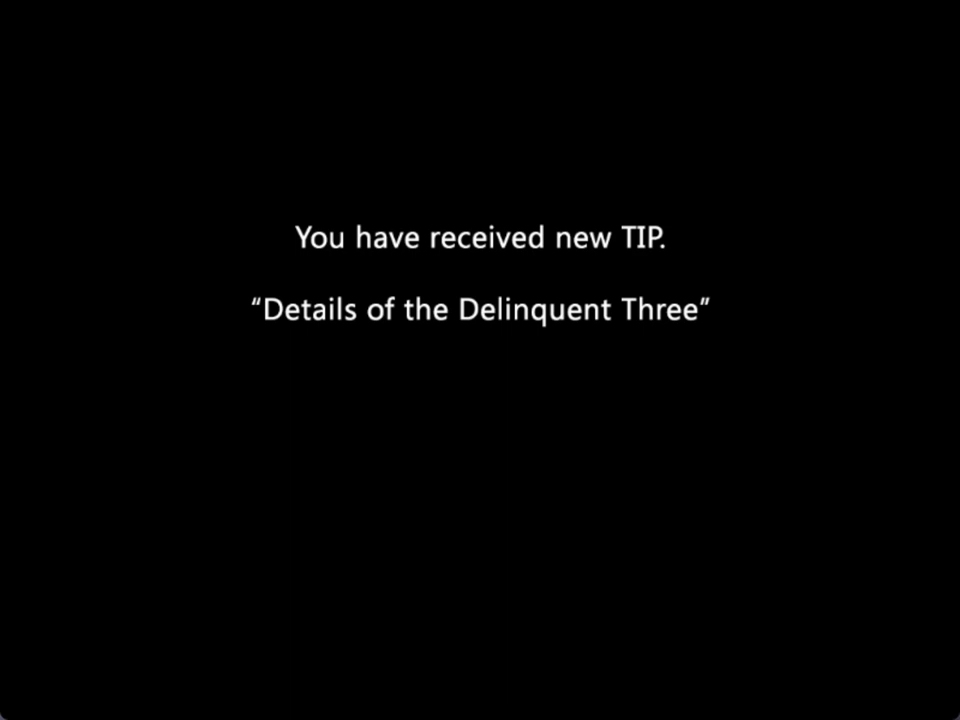 You have received new TIP.
“Details of the Delinquent Three”